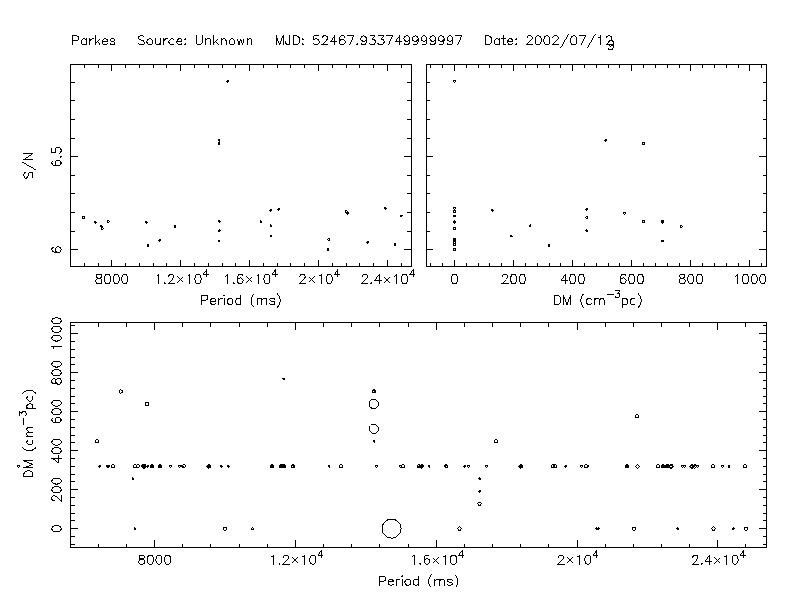 Parkes Source: Unknown MJD: 52467.933749999997 Date: 2002/07/12
S/N
6.5
6
8000 1.2×10⁴ 1.6×10⁴ 2×10⁴ 2.4×10⁴
Period (ms)
0 200 400 600 800 1000
DM (cm⁻³pc)
DM (cm⁻³pc)
1000
800
600
400
200
0
8000 1.2×10⁴ 1.6×10⁴ 2×10⁴ 2.4×10⁴
Period (ms)